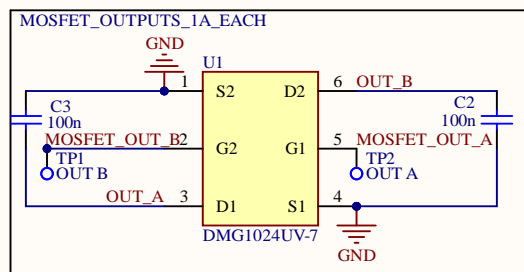 MOSFET_OUTPUTS_1A_EACH
GND
U1
1 S2 D2 6 OUT_B
C3
100n
C2
100n
MOSFET_OUT_B 2 G2 G1 5 MOSFET_OUT_A
TP1
OUT B
TP2
OUT A
OUT_A 3 D1 S1 4
DMG1024UV-7
GND